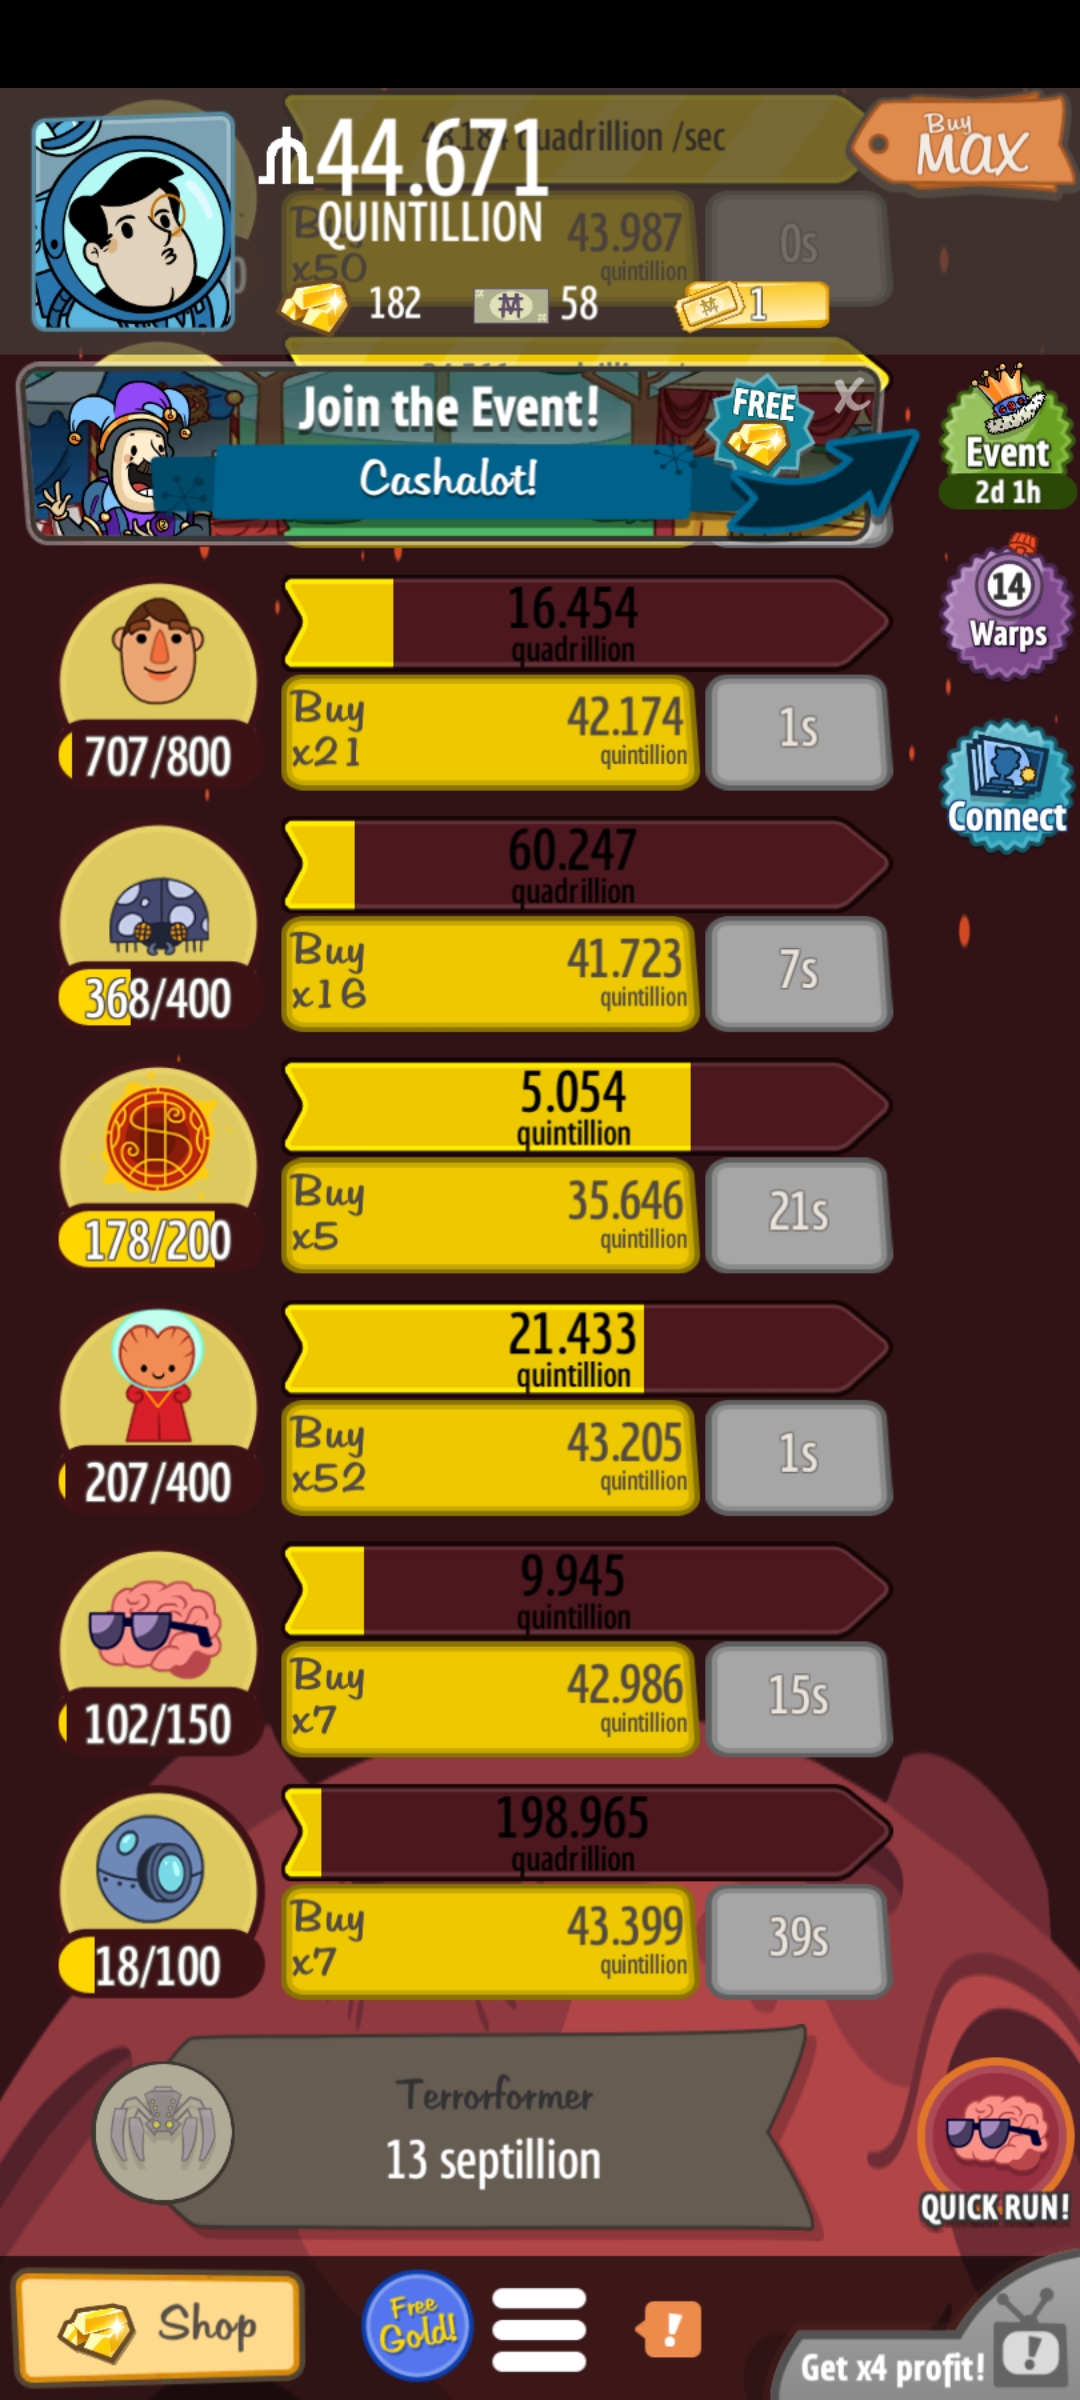 44.671
QUINTILLION
quadrillion /sec
Buy
MAX
x50
43.987
quintillion
0s
182
58
1
Join the Event!
FREE
X
Cashalot!
Event
2d 1h
14
Warps
Connect
16.454
quadrillion
707/800
Buy
x21
42.174
quintillion
1s
60.247
quadrillion
368/400
Buy
x16
41.723
quintillion
7s
5.054
quintillion
178/200
Buy
x5
35.646
quintillion
21s
21.433
quintillion
207/400
Buy
x52
43.205
quintillion
1s
9.945
quintillion
102/150
Buy
x7
42.986
quintillion
15s
198.965
quadrillion
18/100
Buy
x7
43.399
quintillion
39s
Terrorformer
13 septillion
QUICK RUN!
Shop
Free
Gold!
!
Get x4 profit!
!